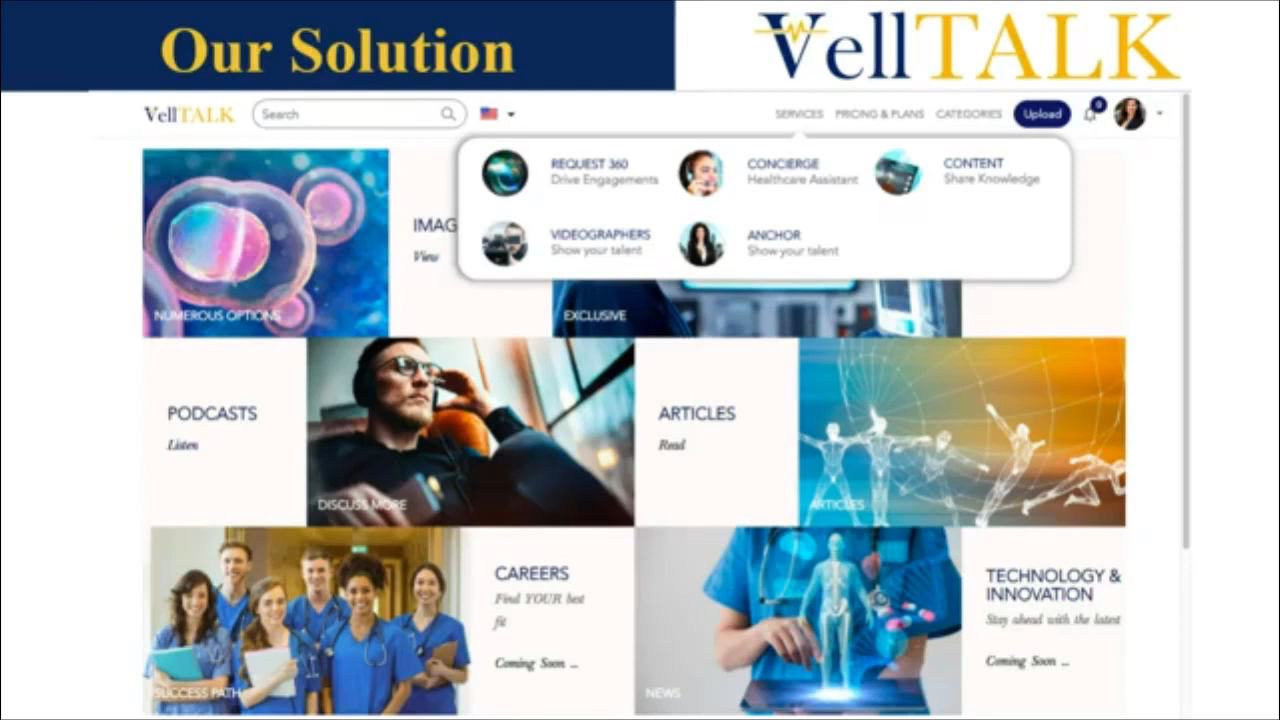 Our Solution
VellTALK
VellTALK
Search
SERVICES
PRICING & PLANS
CATEGORIES
Upload
0
REQUEST 360
Drive Engagements
CONCIERGE
Healthcare Assistant
CONTENT
Share Knowledge
VIDEOGRAPHERS
Show your talent
ANCHOR
Show your talent
IMAG
View
NUMEROUS OPTIONS
EXCLUSIVE
PODCASTS
Listen
DISCUSS MORE
ARTICLES
Read
ARTICLES
SUCCESS PATH
CAREERS
Find YOUR best
fit
Coming Soon ...
NEWS
TECHNOLOGY &
INNOVATION
Stay ahead with the latest
Coming Soon ...